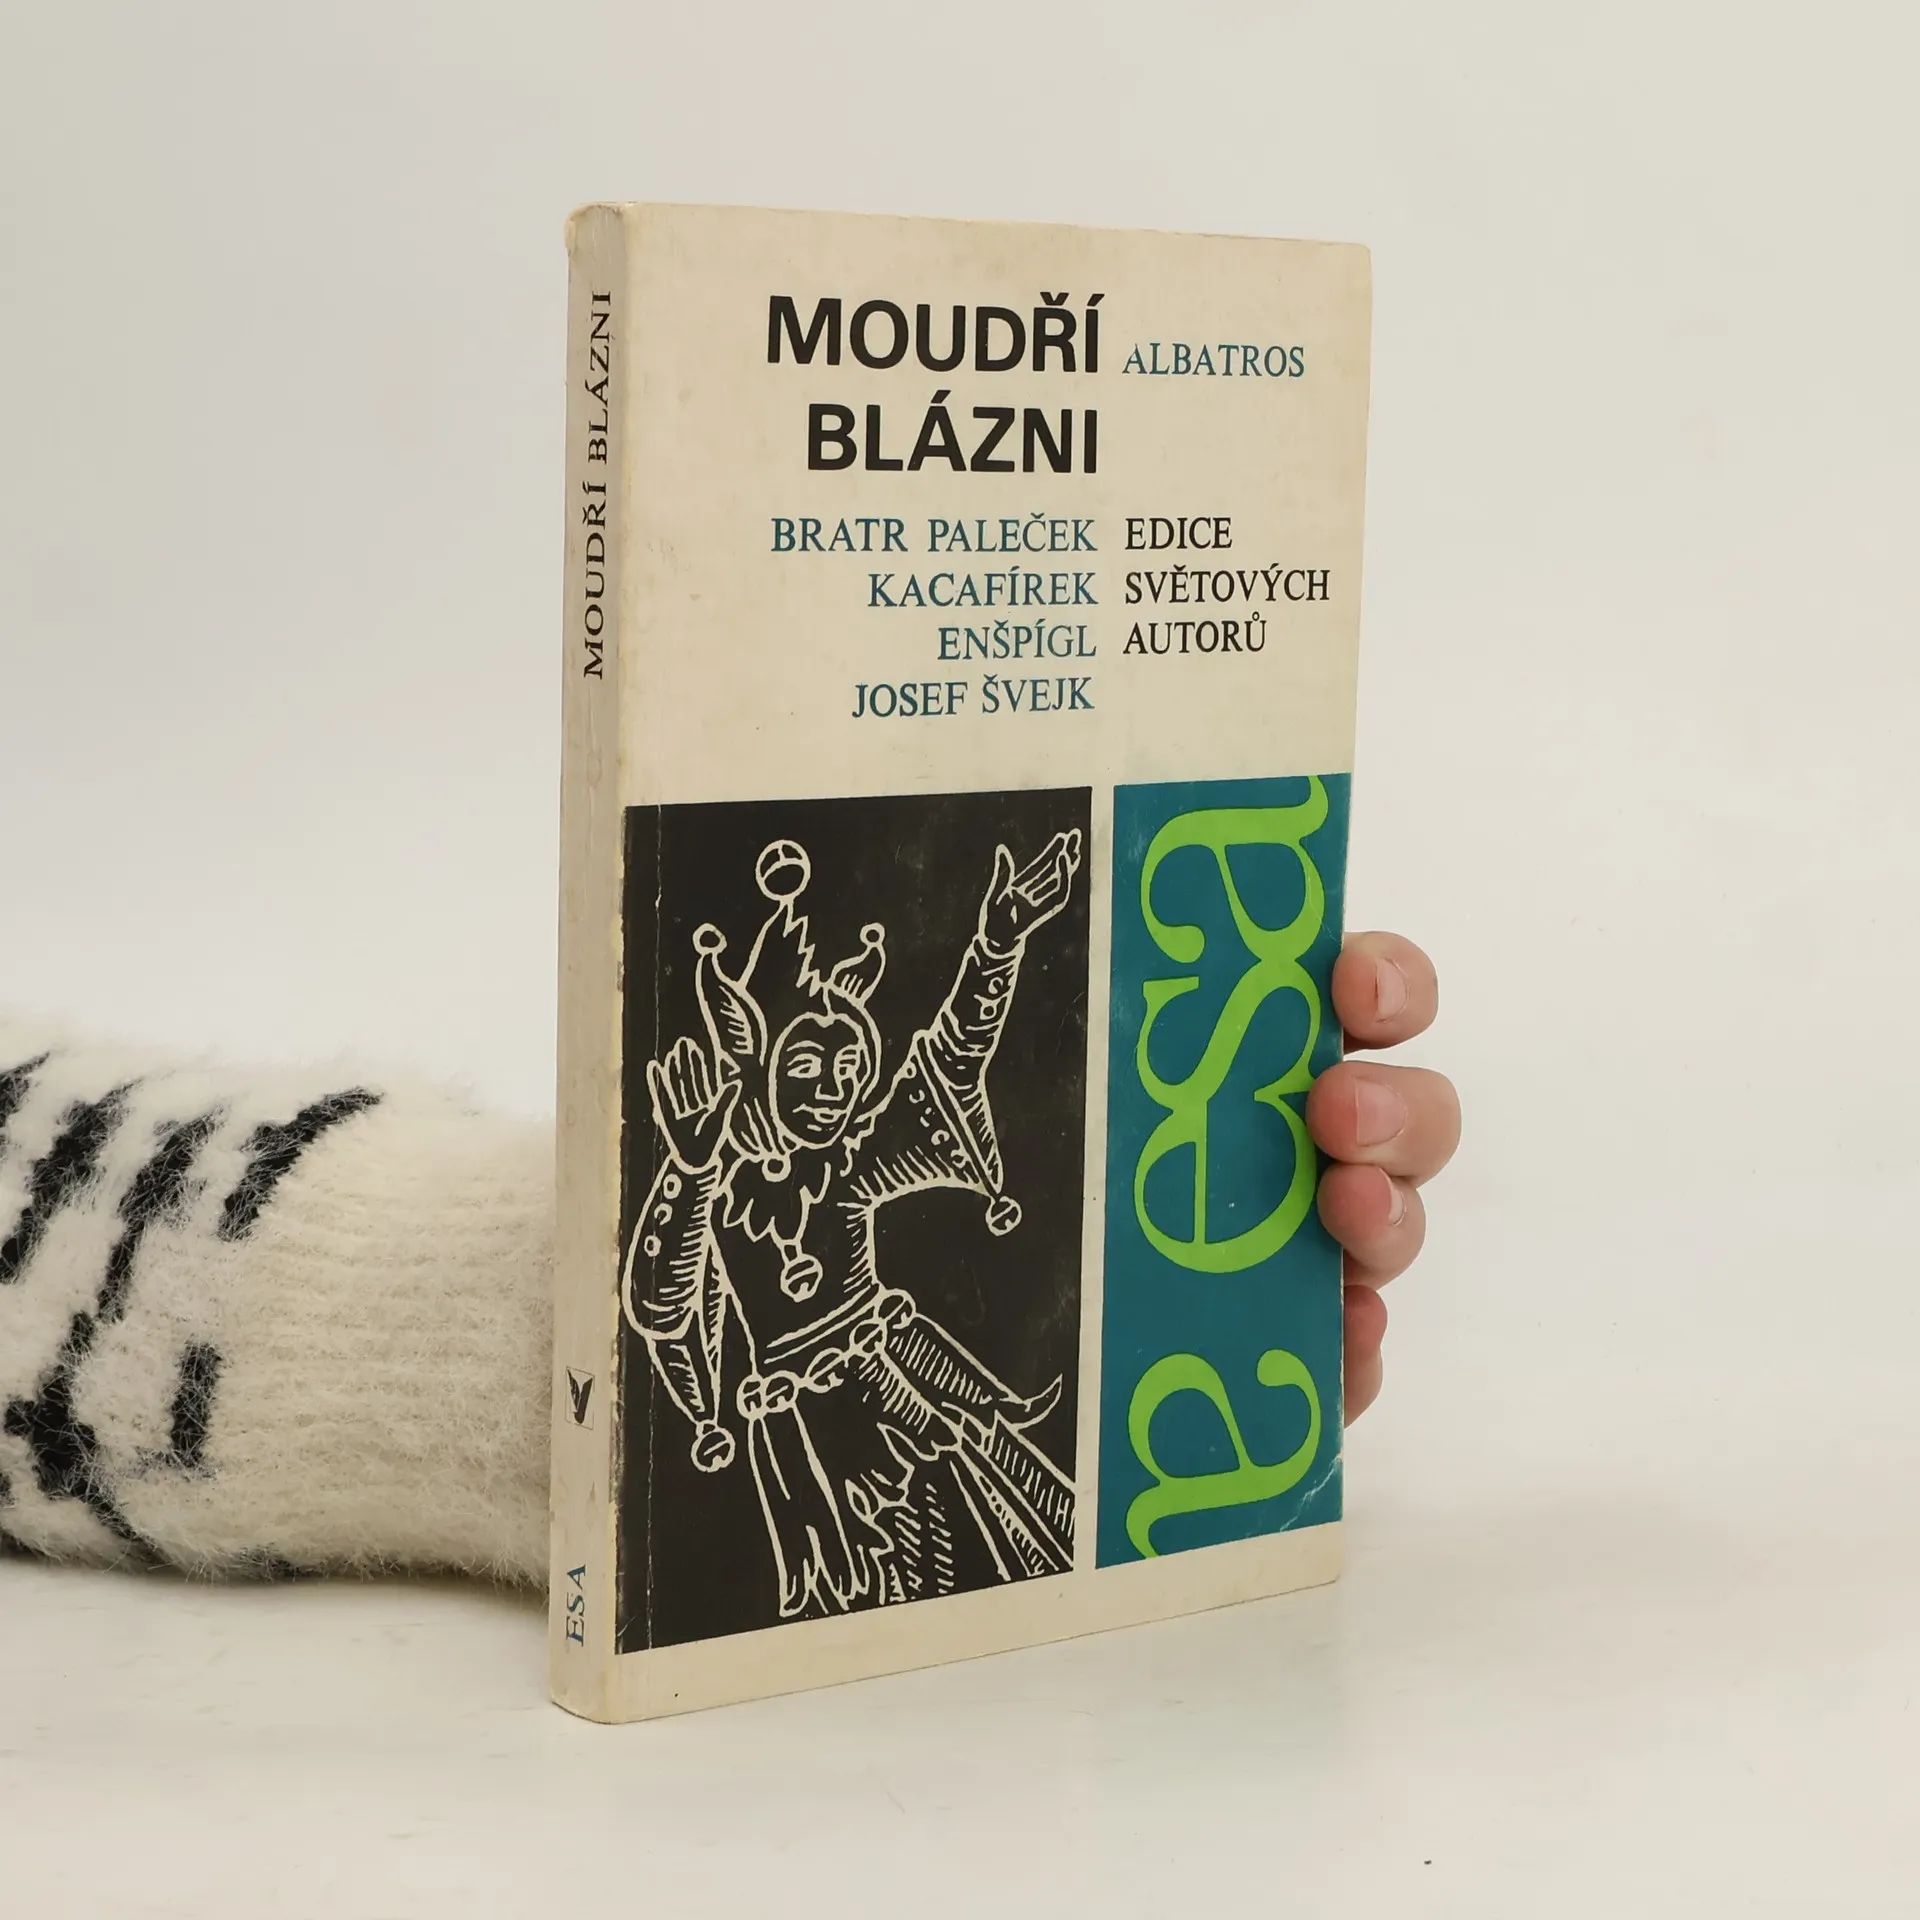 MOUDŘÍ BLÁZNI
ESA
MOUDŘÍ
BLÁZNI
ALBATROS
BRATR PALEČEK
KACAFÍREK
ENŠPÍGL
JOSEF ŠVEJK
EDICE
SVĚTOVÝCH
AUTORŮ
a esa